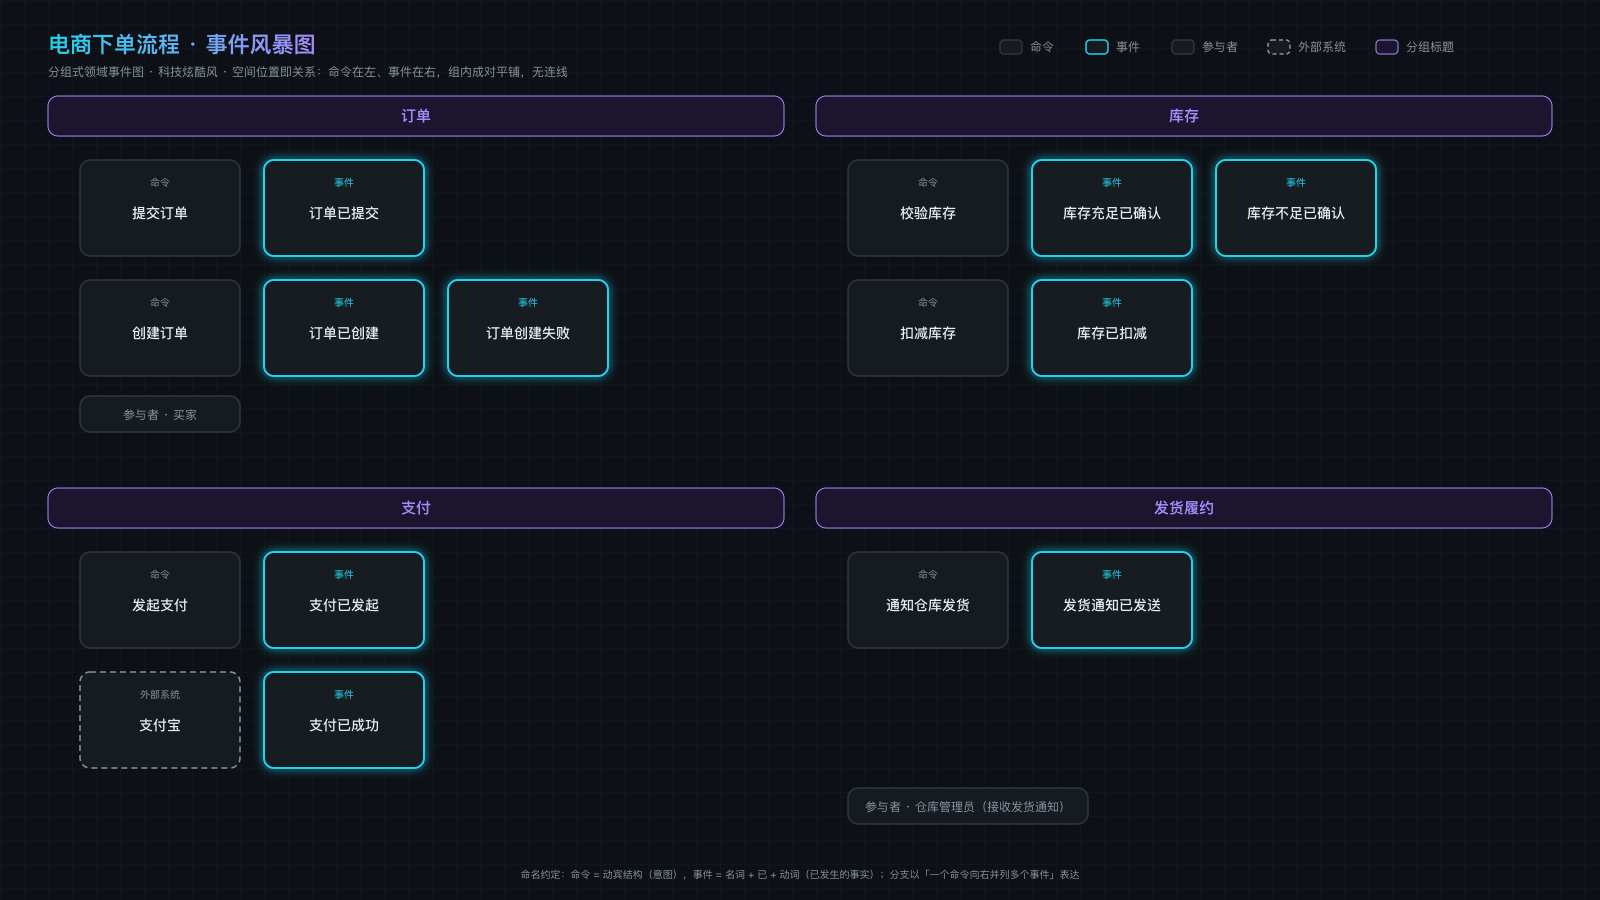 电商下单流程 · 事件风暴图
命令
事件
参与者
外部系统
分组标题
分组式领域事件图 · 科技炫酷风 · 空间位置即关系：命令在左、事件在右，组内成对平铺，无连线
订单
命令
提交订单
事件
订单已提交
命令
创建订单
事件
订单已创建
事件
订单创建失败
参与者 · 买家
库存
命令
校验库存
事件
库存充足已确认
事件
库存不足已确认
命令
扣减库存
事件
库存已扣减
支付
命令
发起支付
事件
支付已发起
外部系统
支付宝
事件
支付已成功
发货履约
命令
通知仓库发货
事件
发货通知已发送
参与者 · 仓库管理员（接收发货通知）
命名约定：命令 = 动宾结构（意图），事件 = 名词 + 已 + 动词（已发生的事实）；分支以「一个命令向右并列多个事件」表达